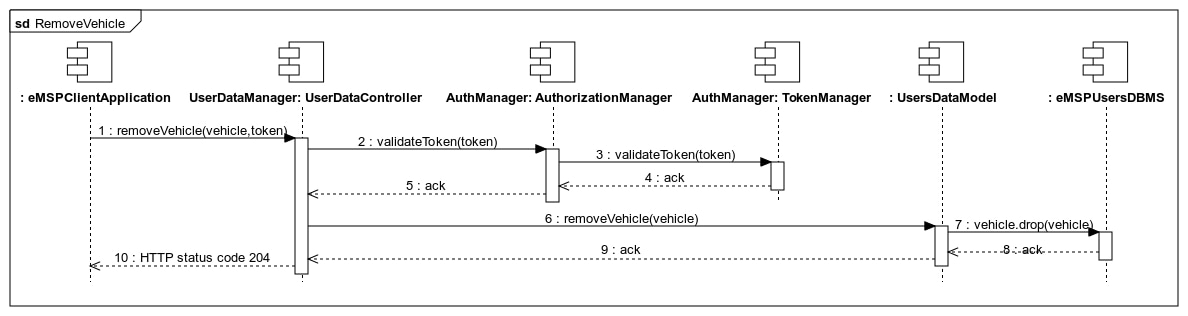 sd RemoveVehicle
: eMSPClientApplication
UserDataManager: UserDataController
AuthManager: AuthorizationManager
AuthManager: TokenManager
: UsersDataModel
: eMSPUsersDBMS
1 : removeVehicle(vehicle,token)
2 : validateToken(token)
3 : validateToken(token)
4 : ack
5 : ack
6 : removeVehicle(vehicle)
7 : vehicle.drop(vehicle)
8 : ack
9 : ack
10 : HTTP status code 204